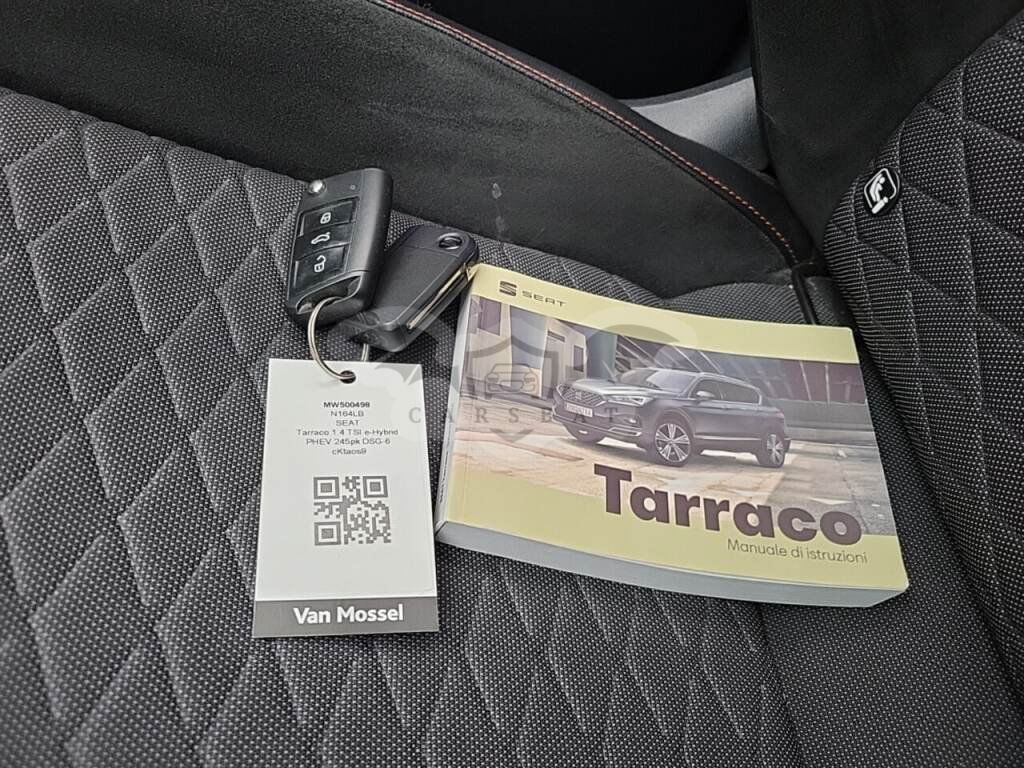 SEAT
MW500498
N164LB
SEAT
Tarraco 1.4 TSI e-Hybrid
PHEV 245pk DSG-6
cKtaos9
Van Mossel
CARSEAT
Tarraco
Manuale di istruzioni